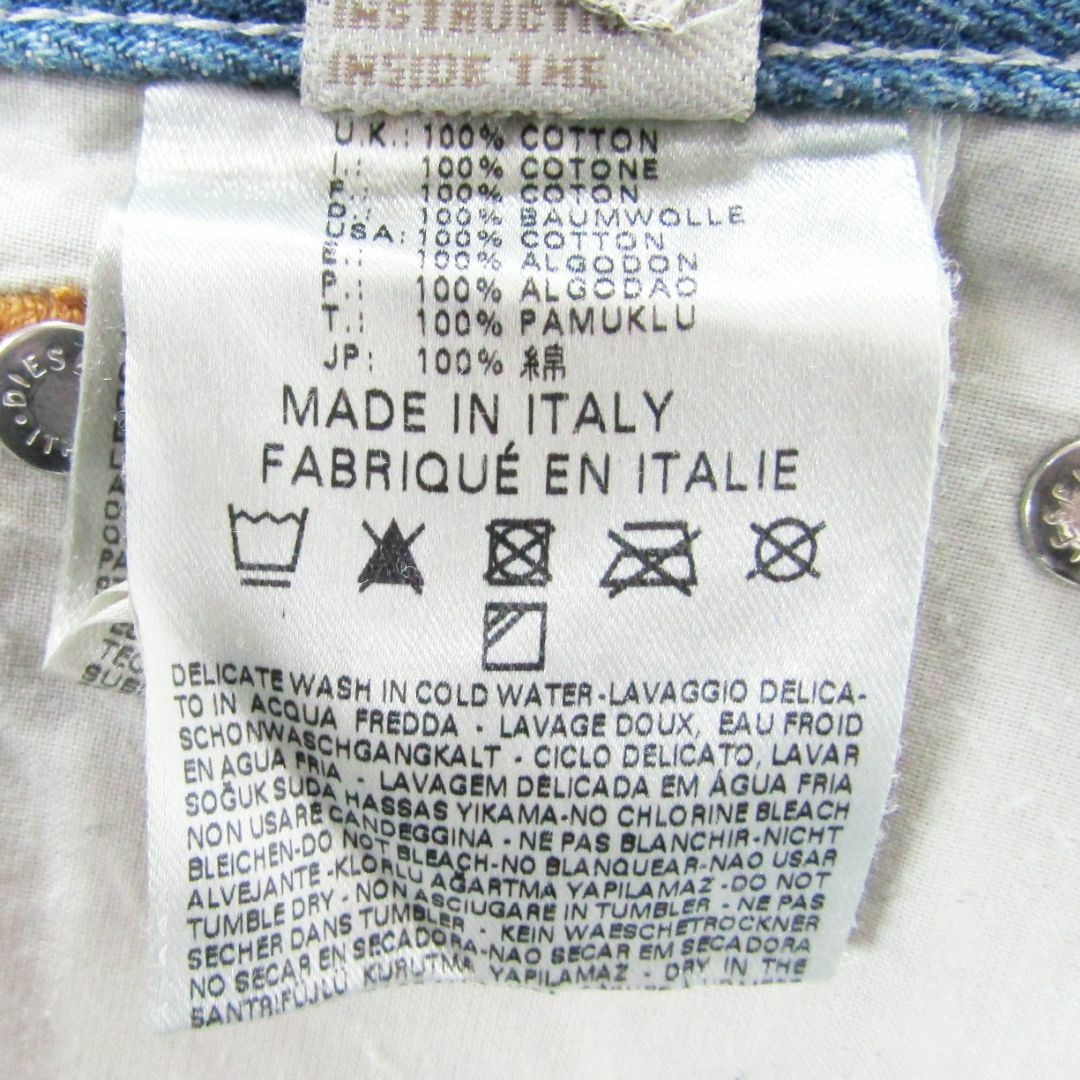 INSIDE THE
U.K.: 100% COTTON
I.: 100% COTONE
F.: 100% COTON
D.: 100% BAUMWOLLE
USA: 100% COTTON
E.: 100% ALGODON
P.: 100% ALGODAO
T.: 100% PAMUKLU
JP: 100% 綿
MADE IN ITALY
FABRIQUÉ EN ITALIE
DELICATE WASH IN COLD WATER-LAVAGGIO DELICA-
TO IN ACQUA FREDDA - LAVAGE DOUX, EAU FROID
SCHONWASCHGANGKALT - CICLO DELICATO, LAVAR
EN AGUA FRIA - LAVAGEM DELICADA EM ÁGUA FRIA
SOĞUK SUDA HASSAS YIKAMA-NO CHLORINE BLEACH
NON USARE CANDEGGINA - NE PAS BLANCHIR-NICHT
BLEICHEN-DO NOT BLEACH-NO BLANQUEAR-NAO USAR
ALVEJANTE -KLORLU AĞARTMA YAPILAMAZ -DO NOT
TUMBLE DRY - NON ASCIUGARE IN TUMBLER - NE PAS
SECHER DANS TUMBLER - KEIN WAESCHETROCKNER
NO SECAR EN SECADORA-NAO SECAR EM SECADORA
SANTRIFUJLU KURUTMA YAPILAMAZ - DRY IN THE